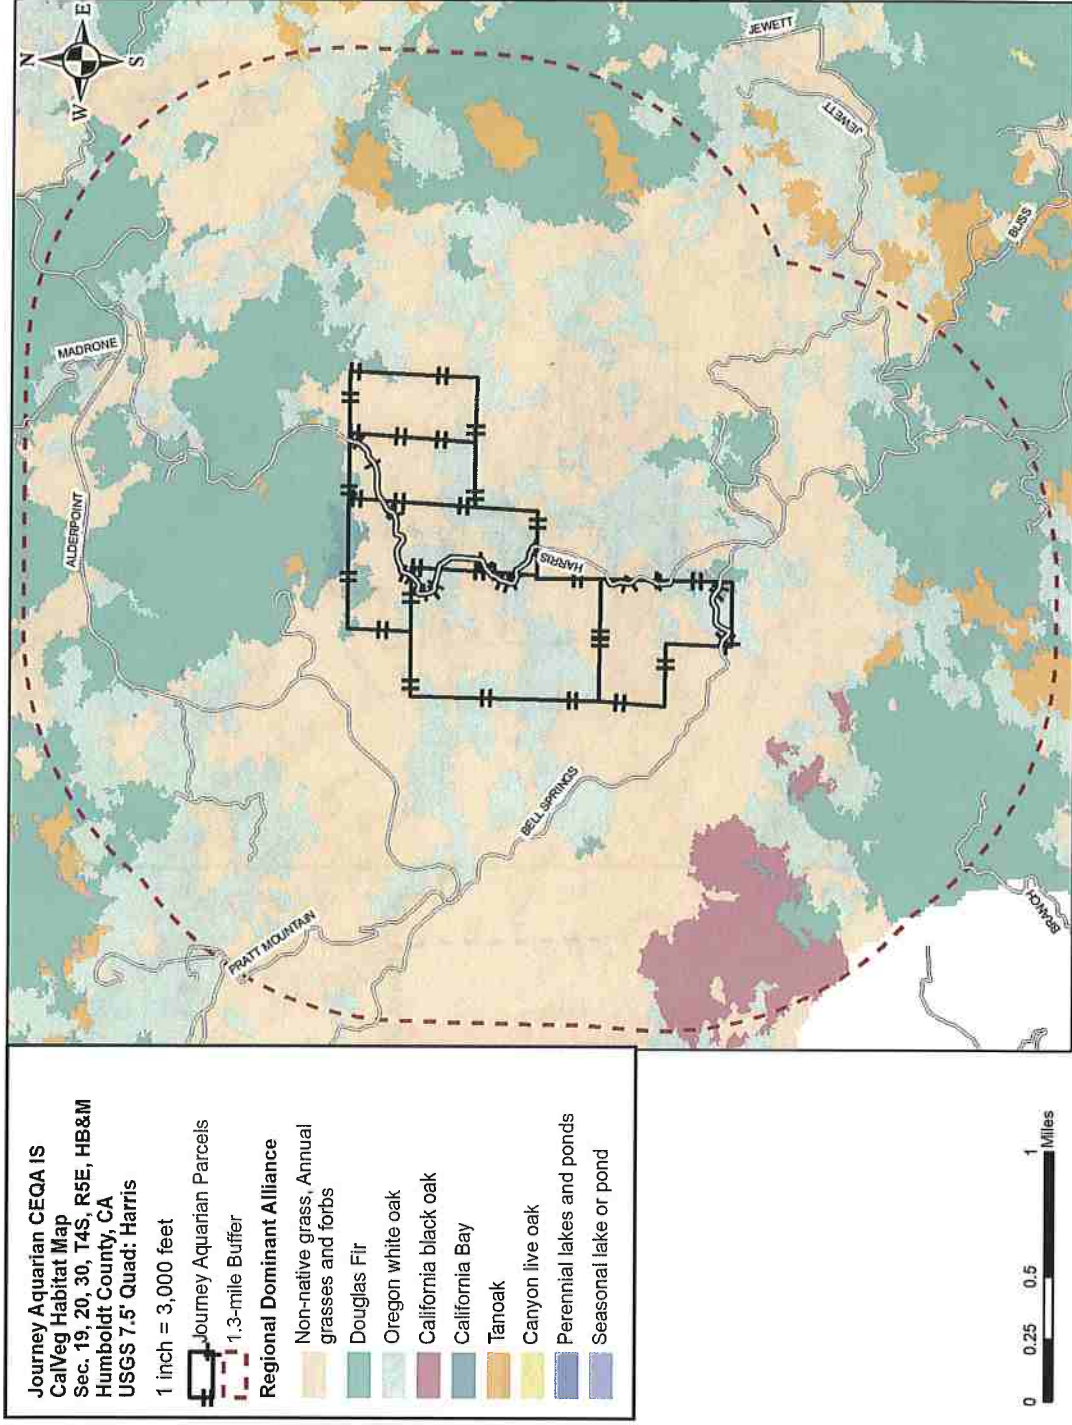 Journey Aquarian CEQA IS
CalVeg Habitat Map
Sec. 19, 20, 30, T4S, R5E, HB&M
Humboldt County, CA
USGS 7.5' Quad: Harris
1 inch = 3,000 feet
Journey Aquarian Parcels
1.3-mile Buffer
Regional Dominant Alliance
Non-native grass, Annual
grasses and forbs
Douglas Fir
Oregon white oak
California black oak
California Bay
Tanoak
Canyon live oak
Perennial lakes and ponds
Seasonal lake or pond
0 0.25 0.5 1
Miles
N
W E
S
PRATT MOUNTAIN
ALDERPOINT
MADRONE
BELL SPRINGS
HARRIS
JEWETT
JEWETT
BLISS
BRANCH